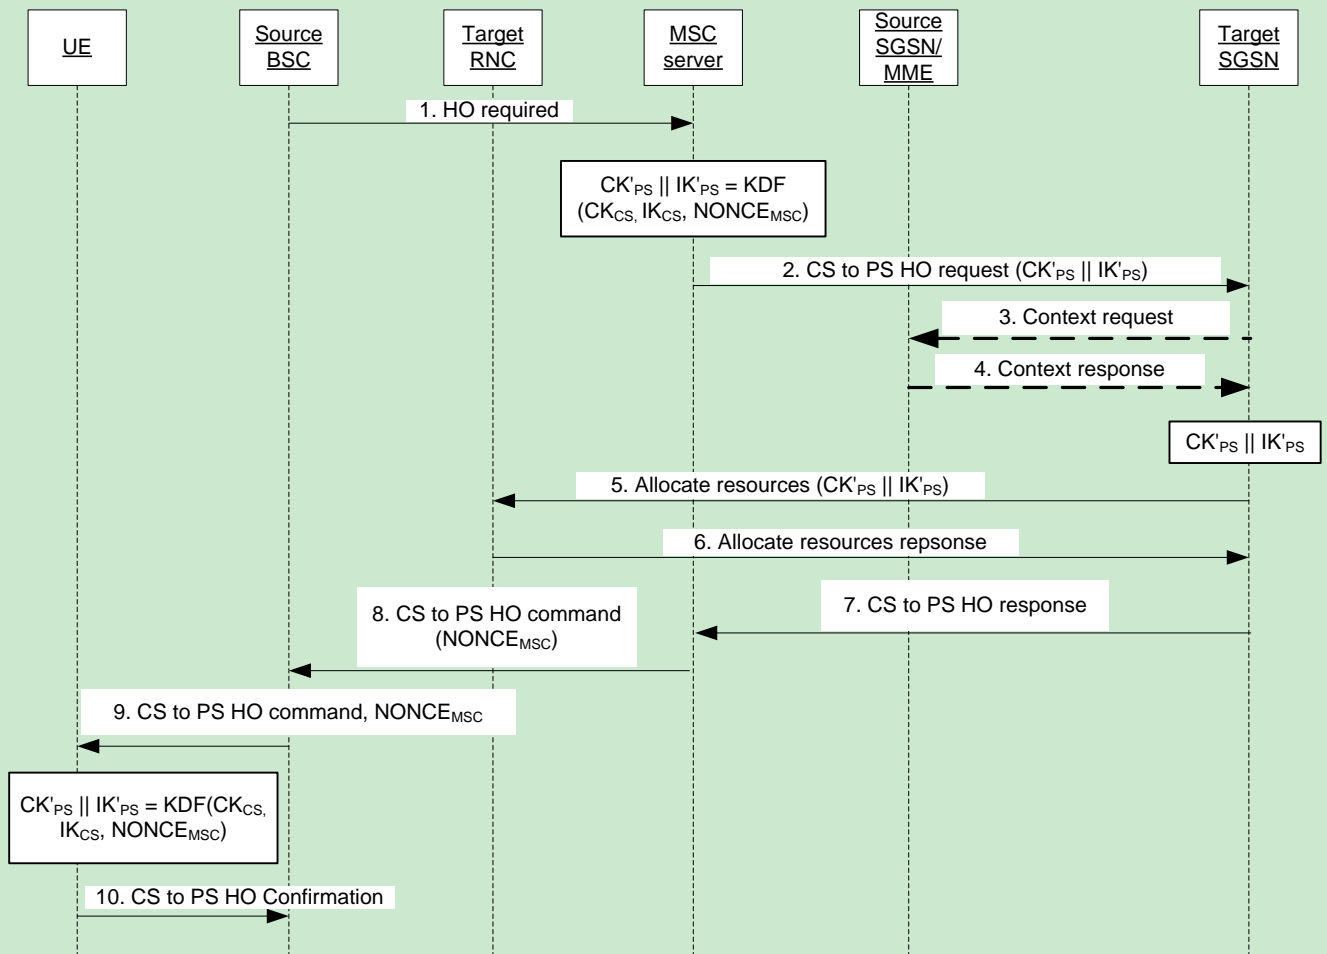 UE
Source
BSC
Target
RNC
MSC
server
Source
SGSN/
MME
Target
SGSN
1. HO required
CK'PS || IK'PS = KDF
(CKCS, IKCS, NONCEMSC)
2. CS to PS HO request (CK'PS || IK'PS)
3. Context request
4. Context response
CK'PS || IK'PS
5. Allocate resources (CK'PS || IK'PS)
6. Allocate resources repsonse
7. CS to PS HO response
8. CS to PS HO command
(NONCEMSC)
9. CS to PS HO command, NONCEMSC
CK'PS || IK'PS = KDF(CKCS,
IKCS, NONCEMSC)
10. CS to PS HO Confirmation